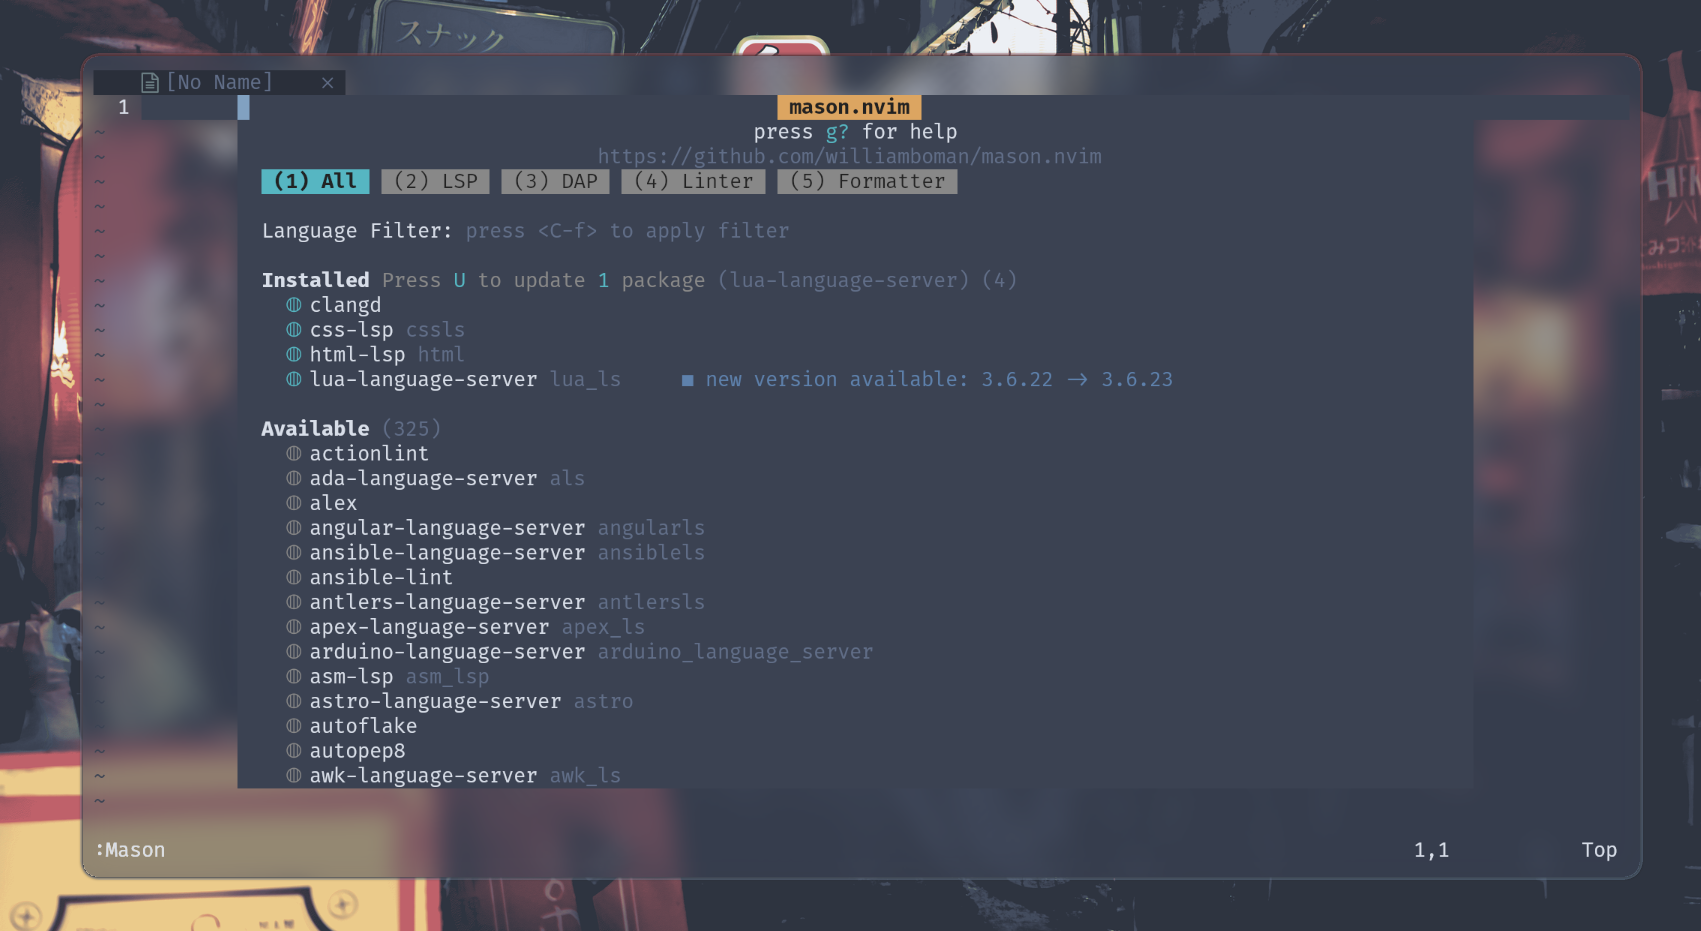 スナック
[No Name] ×
1
mason.nvim
press g? for help
https://github.com/williamboman/mason.nvim
(1) All (2) LSP (3) DAP (4) Linter (5) Formatter
Language Filter: press <C-f> to apply filter
Installed Press U to update 1 package (lua-language-server) (4)
clangd
css-lsp cssls
html-lsp html
lua-language-server lua_ls ■ new version available: 3.6.22 → 3.6.23
Available (325)
actionlint
ada-language-server als
alex
angular-language-server angularls
ansible-language-server ansiblels
ansible-lint
antlers-language-server antlersls
apex-language-server apex_ls
arduino-language-server arduino_language_server
asm-lsp asm_lsp
astro-language-server astro
autoflake
autopep8
awk-language-server awk_ls
:Mason 1,1 Top